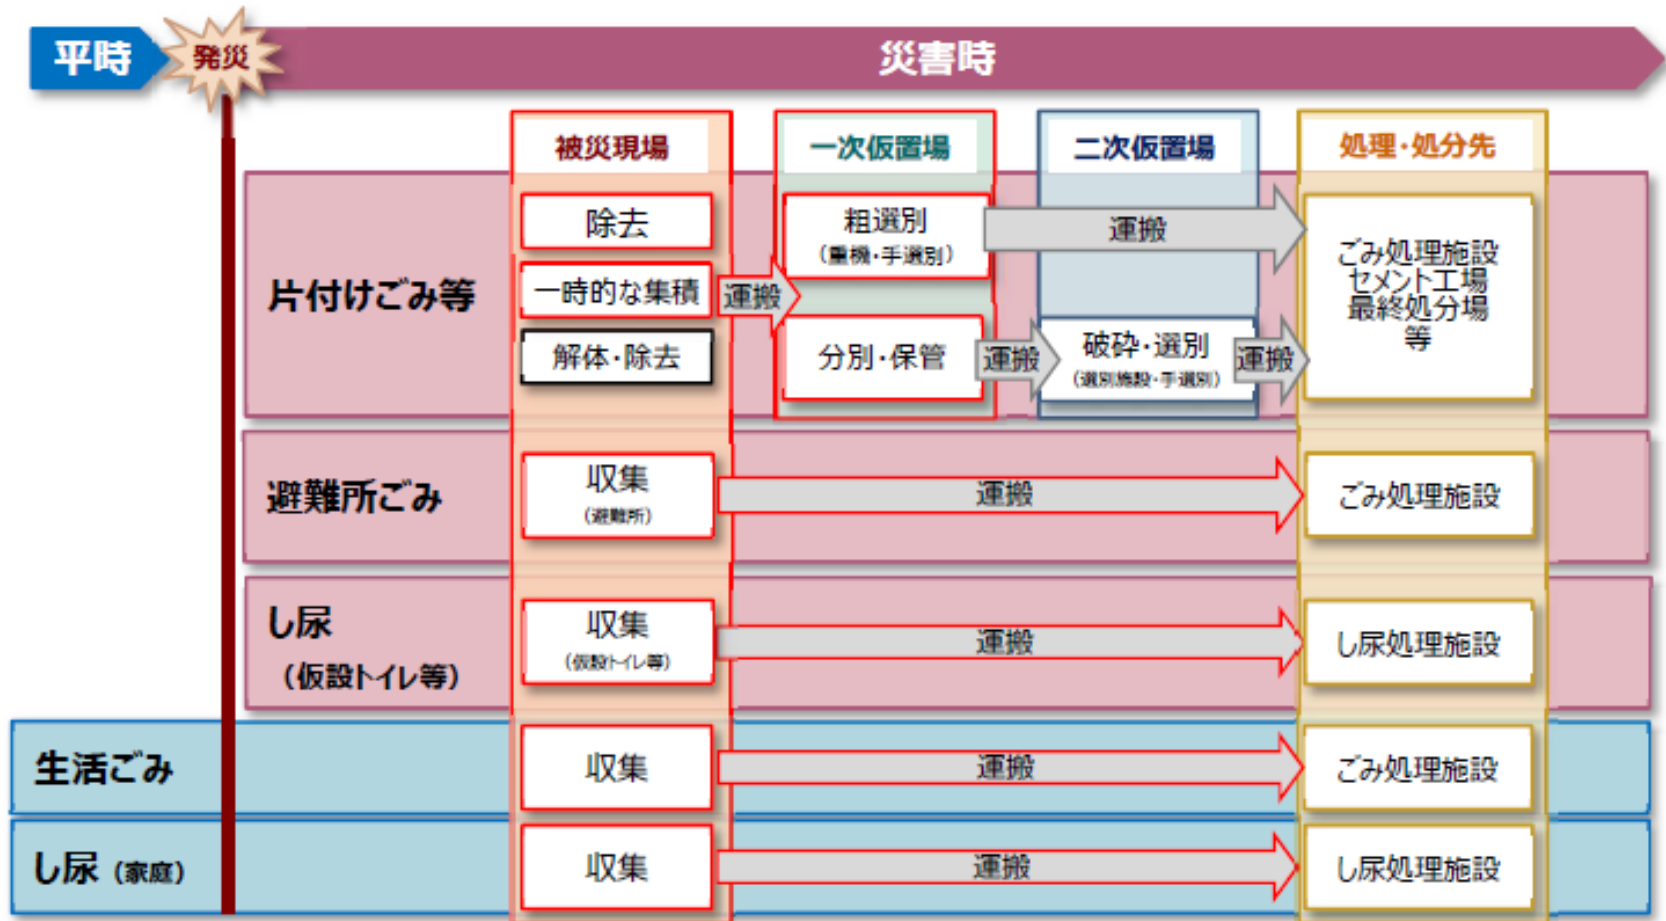 平時
発災
災害時
被災現場
一次仮置場
二次仮置場
処理・処分先
片付けごみ等
除去
一時的な集積
解体・除去
運搬
粗選別
（重機・手選別）
分別・保管
運搬
運搬
破砕・選別
（選別施設・手選別）
運搬
ごみ処理施設
セメント工場
最終処分場
等
避難所ごみ
収集
（避難所）
運搬
ごみ処理施設
し尿
（仮設トイレ等）
収集
（仮設トイレ等）
運搬
し尿処理施設
生活ごみ
収集
運搬
ごみ処理施設
し尿（家庭）
収集
運搬
し尿処理施設